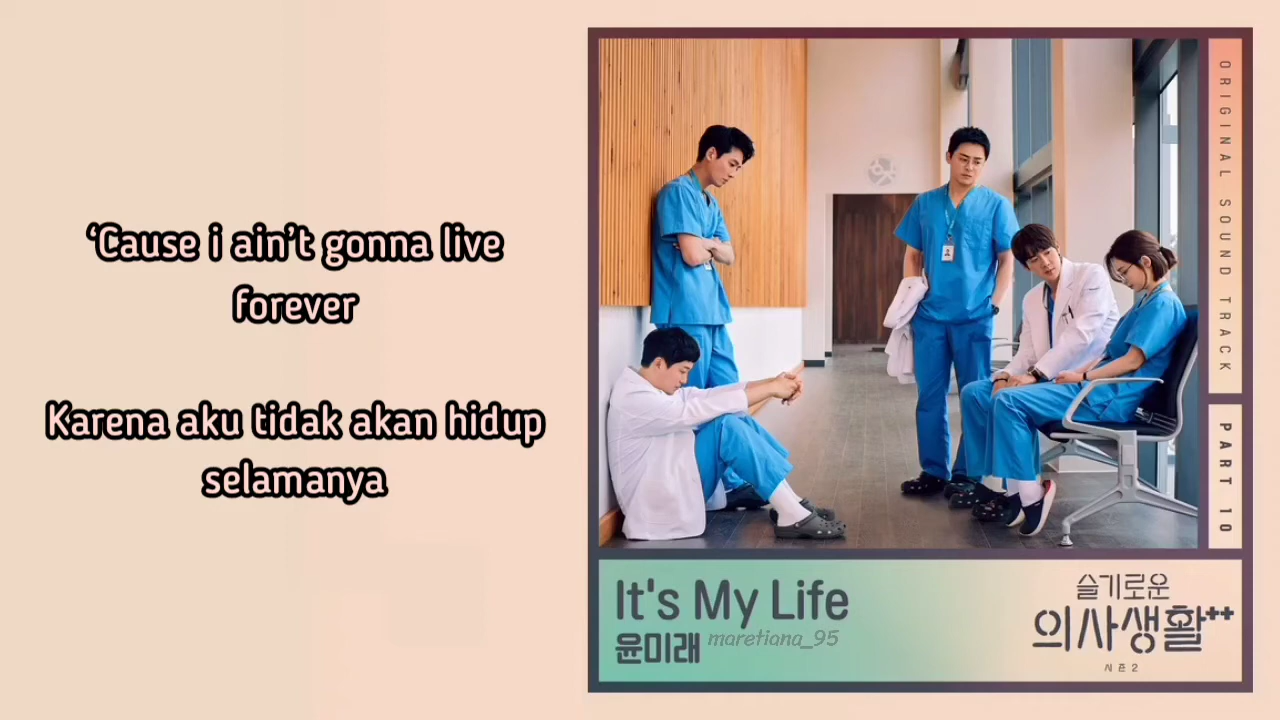 ‘Cause i ain’t gonna live
forever
Karena aku tidak akan hidup
selamanya
ORIGINAL SOUND TRACK
PART 10
It's My Life
윤미래
maretiana_95
슬기로운
의사생활++
시즌2